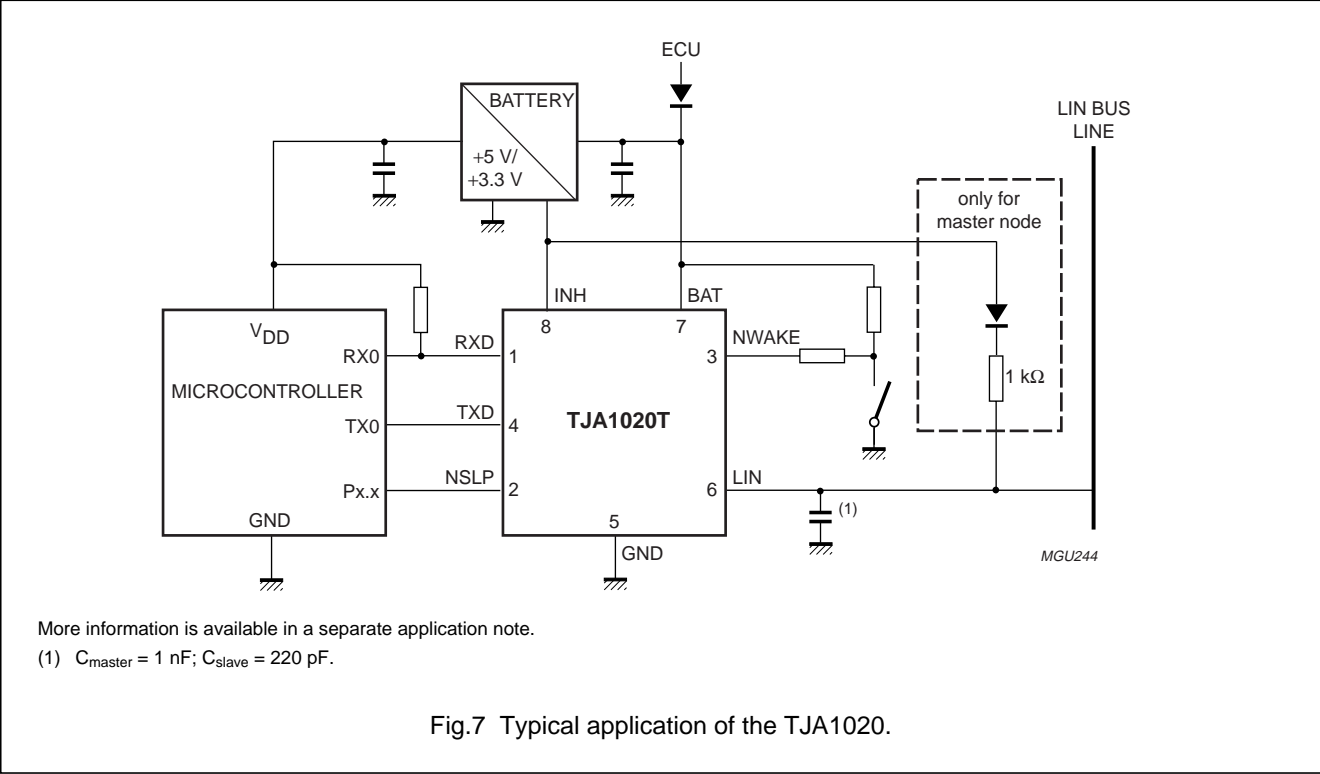 ECU
BATTERY
+5 V/
+3.3 V
LIN BUS
LINE
only for
master node
INH
BAT
8
7
VDD
RX0
RXD
1
3
NWAKE
MICROCONTROLLER
1 kΩ
TX0
TXD
4
TJA1020T
Px.x
NSLP
2
6
LIN
(1)
GND
5
GND
MGU244
More information is available in a separate application note.
(1) Cmaster = 1 nF; Cslave = 220 pF.
Fig.7 Typical application of the TJA1020.